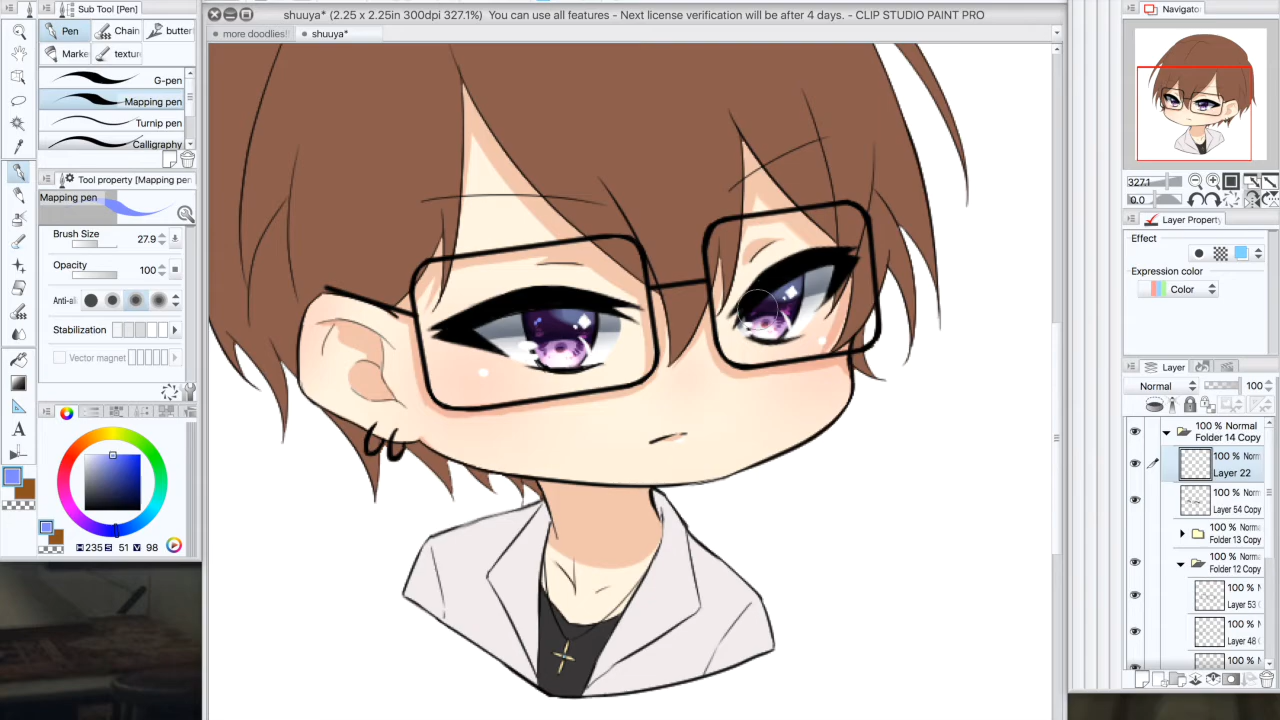 Sub Tool [Pen]
Pen
Chain
butter
Marke
textur
G-pen
Mapping pen
Turnip pen
Calligraphy
Tool property [Mapping pen
Mapping pen
Brush Size
27.9
Opacity
100
Anti-al
Stabilization
Vector magnet
A
H 235 S 51 V 98
shuuya* (2.25 x 2.25in 300dpi 327.1%) You can use all features - Next license verification will be after 4 days. - CLIP STUDIO PAINT PRO
more doodlies!!
shuuya*
Navigator
327.1
0.0
Layer Property
Effect
Expression color
Color
Layer
Normal
100
100 % Normal
Folder 14 Copy
100 % Norm
Layer 22
100 % Norm
Layer 54 Copy
100 % Norma
Folder 13 Copy
100 % Norma
Folder 12 Copy
100 % N
Layer 53
100 % N
Layer 48 C
100 % N